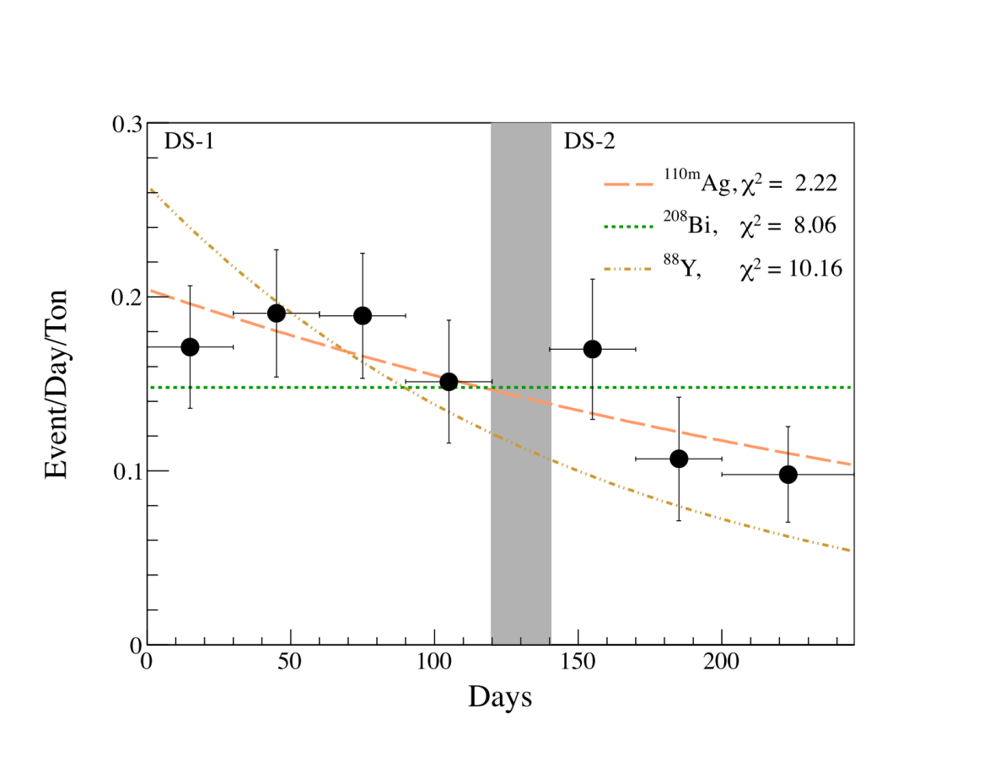 0.3
DS-1
DS-2
110mAg, χ2 = 2.22
208Bi, χ2 = 8.06
88Y, χ2 = 10.16
0.2
0.1
0
Event/Day/Ton
0 50 100 150 200
Days